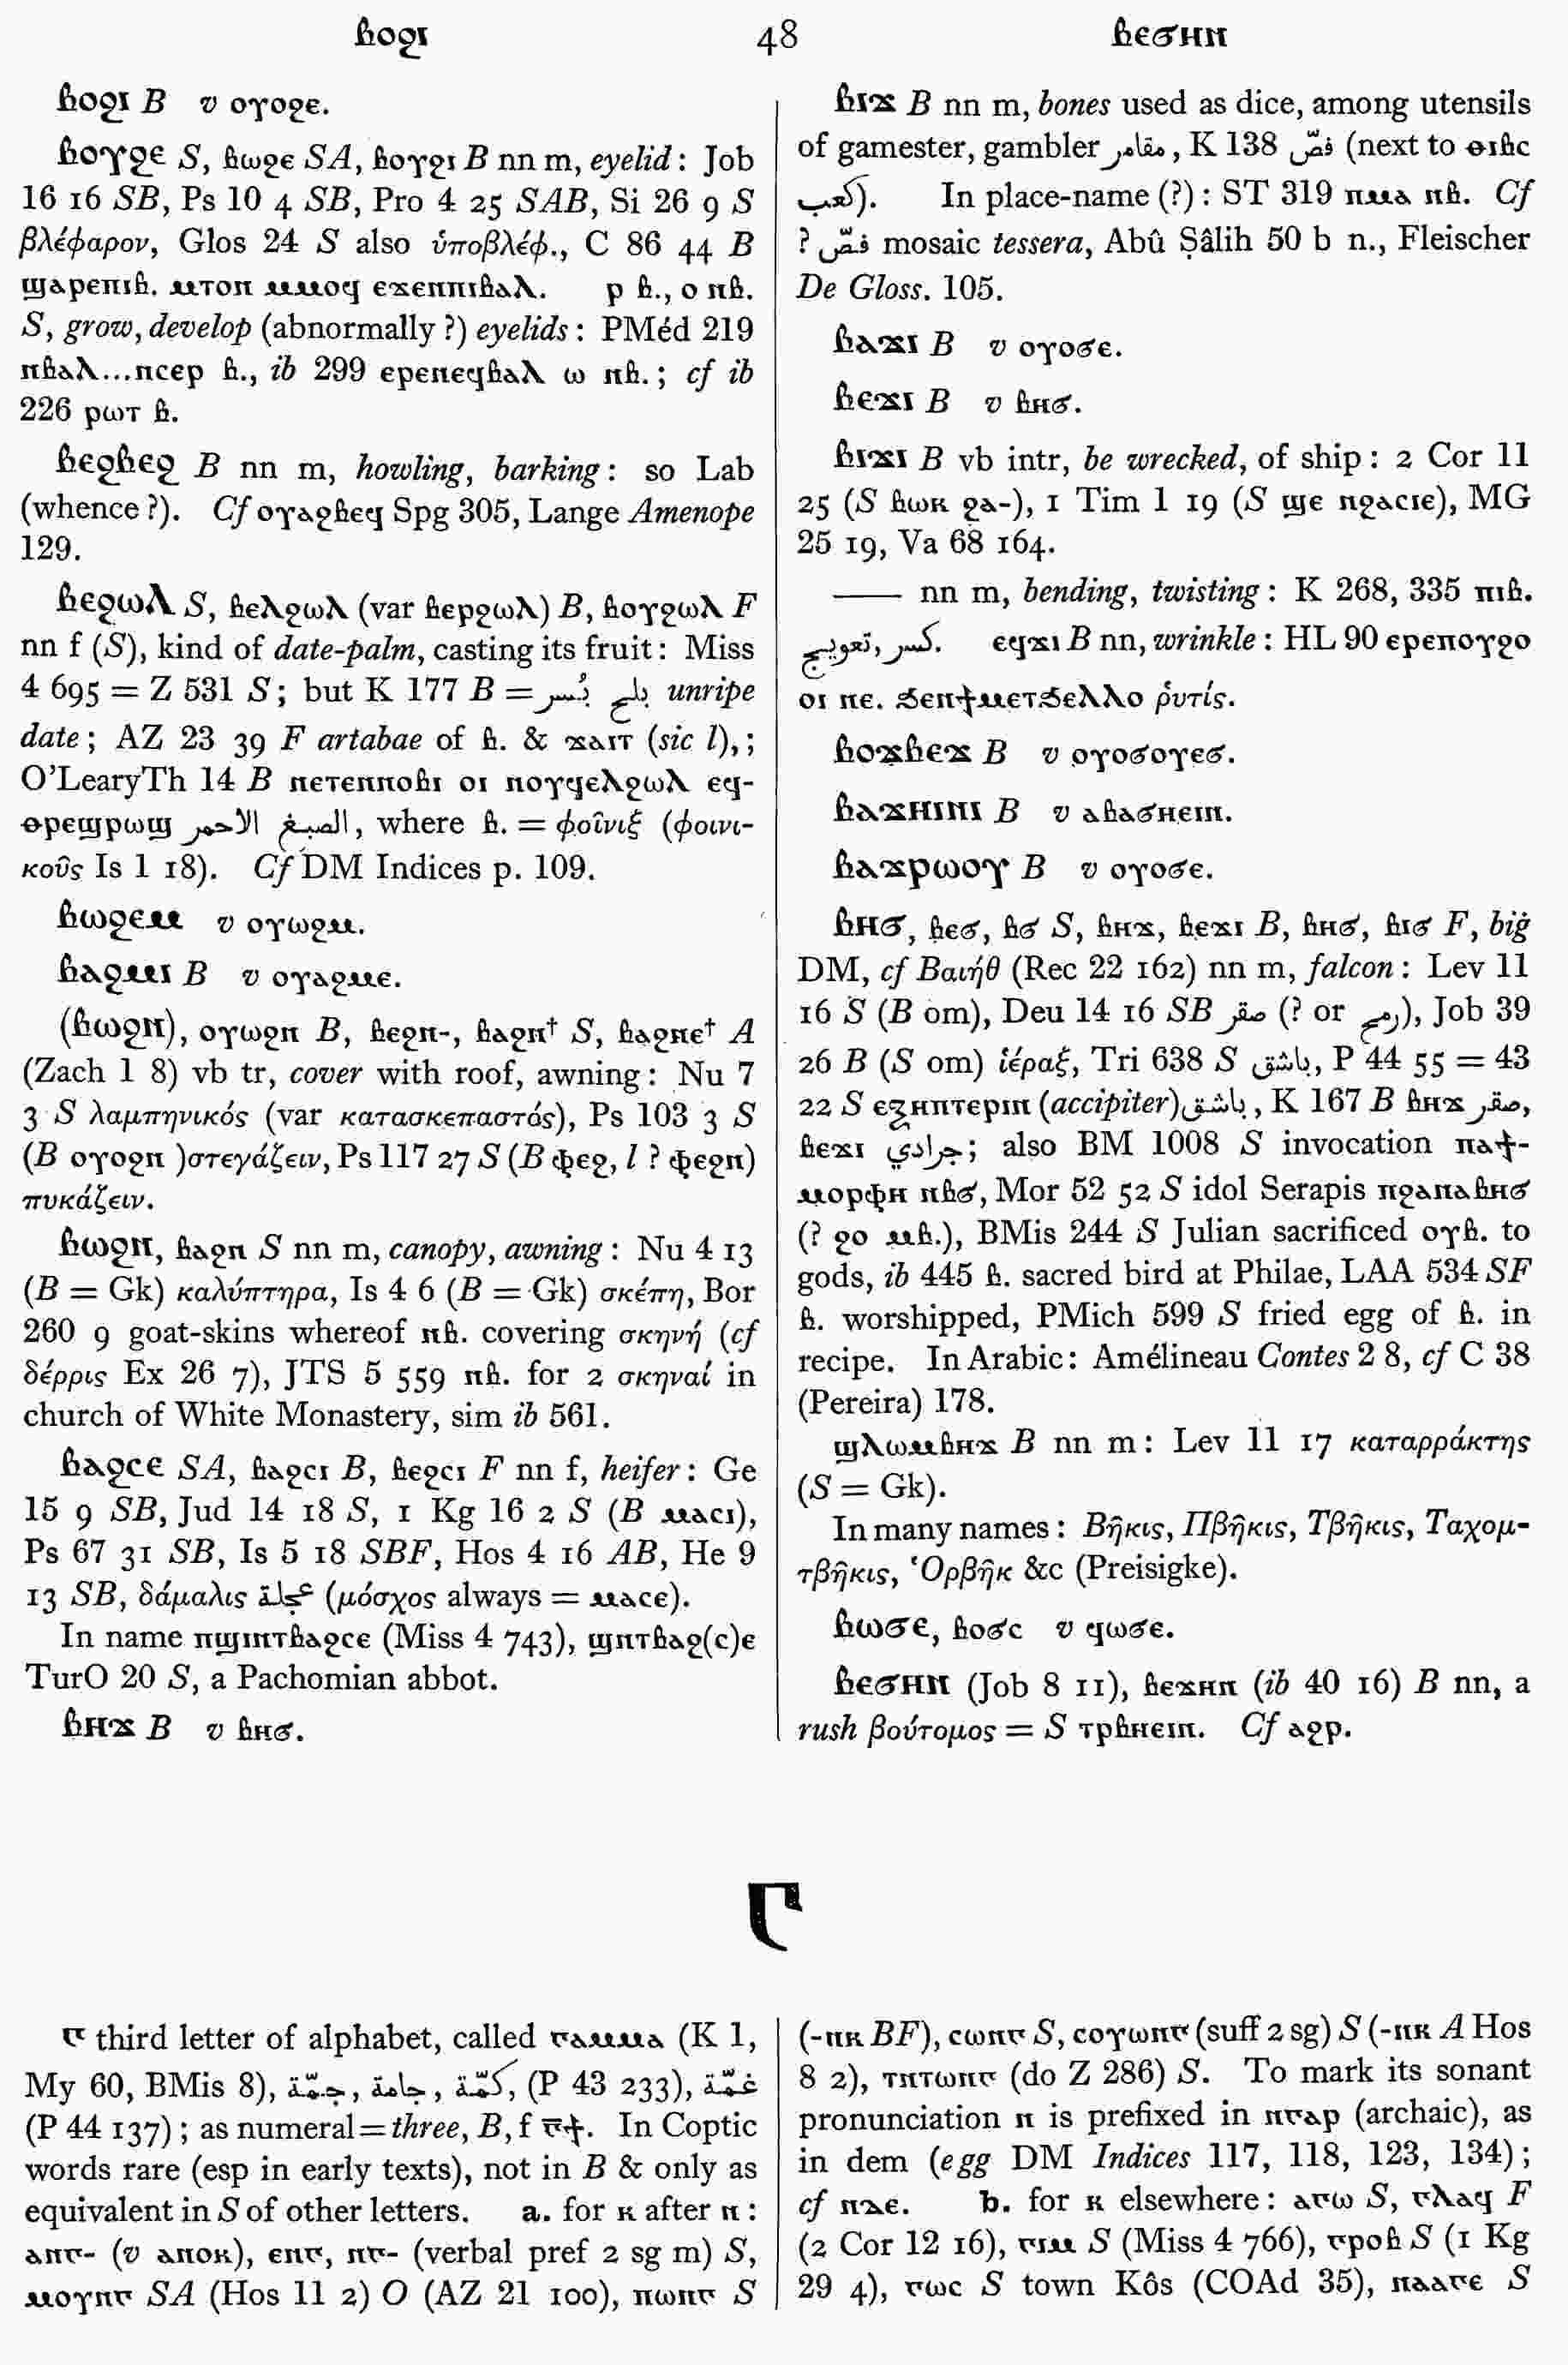 ⲃⲟϩⲓ 48 ⲃⲉϭⲏⲛ
ⲃⲟϩⲓ B v ⲟⲩⲟϩⲉ.
ⲃⲟⲩϩⲉ S, ⲃⲱϩⲉ SA, ⲃⲟⲩϩⲓ B nn m, eyelid: Job
16 16 SB, Ps 10 4 SB, Pro 4 25 SAB, Si 26 9 S
βλέφαρον, Glos 24 S also ὑποβλέφ., C 86 44 B
ϣⲁⲣⲉⲡⲓⲃ. ⲙⲧⲟⲛ ⲙⲙⲟϥ ⲉϫⲉⲛⲛⲓⲃⲁⲗ. ⲣ ⲃ., ⲟ ⲛⲃ.
S, grow, develop (abnormally ?) eyelids: PMéd 219
ⲛⲃⲁⲗ...ⲛⲥⲉⲣ ⲃ., ib 299 ⲉⲣⲉⲛⲉϥⲃⲁⲗ ⲱ ⲛⲃ.; cf ib
226 ⲣⲱⲧ ⲃ.
ⲃⲉϩⲃⲉϩ B nn m, howling, barking: so Lab
(whence ?). Cf ⲟⲩⲁϩⲃⲉϥ Spg 305, Lange Amenope
129.
ⲃⲉϩⲱⲗ S, ⲃⲉⲗϩⲱⲗ (var ⲃⲉⲣϩⲱⲗ) B, ⲃⲟⲩϩⲱⲗ F
nn f (S), kind of date-palm, casting its fruit: Miss
4 695 = Z 531 S; but K 177 B = بلح بُسر unripe
date; AZ 23 39 F artabae of ⲃ. & ϫⲁⲓⲧ (sic l),;
O'LearyTh 14 B ⲡⲉⲧⲉⲛⲛⲟⲃⲓ ⲟⲓ ⲛⲟⲩϥⲉⲗϩⲱⲗ ⲉϥ-
ⲑⲣⲉϣⲣⲱϣ الصبغ الاحمر, where ⲃ. = φοῖνιξ (φοινι-
κοῦς Is 1 18). Cf DM Indices p. 109.
ⲃⲱϩⲉⲙ v ⲟⲩⲱϩⲙ.
ⲃⲁϩⲙⲓ B v ⲟⲩⲁϩⲙⲉ.
(ⲃⲱϩⲛ), ⲟⲩⲱϩⲛ B, ⲃⲉϩⲛ-, ⲃⲁϩⲛ† S, ⲃⲁϩⲛⲉ† A
(Zach 1 8) vb tr, cover with roof, awning: Nu 7
3 S λαμπηνικός (var κατασκεπαστός), Ps 103 3 S
(B ⲟⲩⲟϩⲛ )στεγάζειν, Ps 117 27 S (B ⲫⲉϩ, l ? ⲫⲉϩⲛ)
πυκάζειν.
ⲃⲱϩⲛ, ⲃⲁϩⲛ S nn m, canopy, awning: Nu 4 13
(B = Gk) καλύπτηρα, Is 4 6 (B = Gk) σκέπη, Bor
260 9 goat-skins whereof ⲛⲃ. covering σκηνή (cf
δέρρις Ex 26 7), JTS 5 559 ⲛⲃ. for 2 σκηναί in
church of White Monastery, sim ib 561.
ⲃⲁϩⲥⲉ SA, ⲃⲁϩⲥⲓ B, ⲃⲉϩⲥⲓ F nn f, heifer: Ge
15 9 SB, Jud 14 18 S, 1 Kg 16 2 S (B ⲙⲁⲥⲓ),
Ps 67 31 SB, Is 5 18 SBF, Hos 4 16 AB, He 9
13 SB, δάμαλις عجلة (μόσχος always = ⲙⲁⲥⲉ).
In name ⲡϣⲓⲛⲧⲃⲁϩⲥⲉ (Miss 4 743), ϣⲛⲧⲃⲁϩ(ⲥ)ⲉ
TurO 20 S, a Pachomian abbot.
ⲃⲏϫ B v ⲃⲏϭ.
ⲃⲓϫ B nn m, bones used as dice, among utensils
of gamester, gambler مقامر, K 138 فصّ (next to ⲑⲓⲃⲥ
كعب). In place-name (?): ST 319 ⲡⲙⲁ ⲛⲃ. Cf
? فصّ mosaic tessera, Abû Ṣâlih 50 b n., Fleischer
De Gloss. 105.
ⲃⲁϫⲓ B v ⲟⲩⲟϭⲉ.
ⲃⲉϫⲓ B v ⲃⲏϭ.
ⲃⲓϫⲓ B vb intr, be wrecked, of ship: 2 Cor 11
25 (S ⲃⲱⲕ ϩⲁ-), 1 Tim 1 19 (S ϣⲉ ⲛϩⲁⲥⲓⲉ), MG
25 19, Va 68 164.
—— nn m, bending, twisting: K 268, 335 ⲡⲓⲃ.
كسر, تعويج. ⲉϥϫⲓ B nn, wrinkle: HL 90 ⲉⲣⲉⲡⲟⲩϩⲟ
ⲟⲓ ⲛⲉ. ϧⲉⲛϯⲙⲉⲧϧⲉⲗⲗⲟ ῥυτίς.
ⲃⲟϫⲃⲉϫ B v ⲟⲩⲟϭⲟⲩⲉϭ.
ⲃⲁϫⲏⲓⲛⲓ B v ⲁⲃⲁϭⲏⲉⲓⲛ.
ⲃⲁϫⲣⲱⲟⲩ B v ⲟⲩⲟϭⲉ.
ⲃⲏϭ, ⲃⲉϭ, ⲃϭ S, ⲃⲏϫ, ⲃⲉϫⲓ B, ⲃⲏϭ, ⲃⲓϭ F, big
DM, cf Βαιήθ (Rec 22 162) nn m, falcon: Lev 11
16 S (B om), Deu 14 16 SB صقر (? or رمح), Job 39
26 B (S om) ἱέραξ, Tri 638 S باشق, P 44 55 = 43
22 S ⲉⲝⲏⲡⲧⲉⲣⲓⲛ (accipiter) باشق, K 167 B ⲃⲏϫ صقر,
ⲃⲉϫⲓ جرادي; also BM 1008 S invocation ⲡⲁϯ-
ⲙⲟⲣⲫⲏ ⲛⲃϭ, Mor 52 52 S idol Serapis ⲡϩⲁⲡⲁⲃⲏϭ
(? ϩⲟ ⲙⲃ.), BMis 244 S Julian sacrificed ⲟⲩⲃ. to
gods, ib 445 ⲃ. sacred bird at Philae, LAA 534 SF
ⲃ. worshipped, PMich 599 S fried egg of ⲃ. in
recipe. In Arabic: Amélineau Contes 2 8, cf C 38
(Pereira) 178.
ϣⲗⲱⲙⲃⲏϫ B nn m: Lev 11 17 καταρράκτης
(S = Gk).
In many names: Βῆκις, Πβῆκις, Τβῆκις, Ταχομ-
τβῆκις, Ὁρβῆκ &c (Preisigke).
ⲃⲱϭⲉ, ⲃⲟϭⲥ v ϥⲱϭⲉ.
ⲃⲉϭⲏⲛ (Job 8 11), ⲃⲉϫⲏⲛ (ib 40 16) B nn, a
rush βούτομος = S ⲧⲣⲃⲏⲉⲓⲛ. Cf ⲁϩⲣ.
Ⲅ
ⲅ third letter of alphabet, called ⲅⲁⲙⲙⲁ (K 1,
My 60, BMis 8), جمّة, جامة, كمّة, (P 43 233), غمّة
(P 44 137); as numeral = three, B, f ⲅ̅ϯ. In Coptic
words rare (esp in early texts), not in B & only as
equivalent in S of other letters. a. for ⲕ after ⲛ:
ⲁⲛⲅ- (v ⲁⲛⲟⲕ), ⲉⲛⲅ, ⲛⲅ- (verbal pref 2 sg m) S,
ⲙⲟⲩⲛⲅ SA (Hos 11 2) O (AZ 21 100), ⲡⲱⲛⲅ S
(-ⲛⲕ BF), ⲥⲱⲛⲅ S, ⲥⲟⲩⲱⲛⲅ (suff 2 sg) S (-ⲛⲕ A Hos
8 2), ⲧⲛⲧⲱⲛⲅ (do Z 286) S. To mark its sonant
pronunciation ⲛ is prefixed in ⲛⲅⲁⲣ (archaic), as
in dem (egg DM Indices 117, 118, 123, 134);
cf ⲛⲇⲉ. b. for ⲕ elsewhere: ⲁⲅⲱ S, ⲅⲗⲁϥ F
(2 Cor 12 16), ⲅⲓⲙ S (Miss 4 766), ⲅⲣⲟⲃ S (1 Kg
29 4), ⲅⲱⲥ S town Kôs (COAd 35), ⲡⲁⲁⲅⲉ S